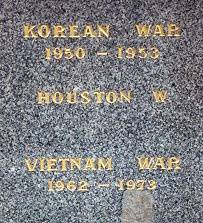 KOREAN WAR
1950 – 1953
HOUSTON W.
VIETNAM WAR
1962 – 1973